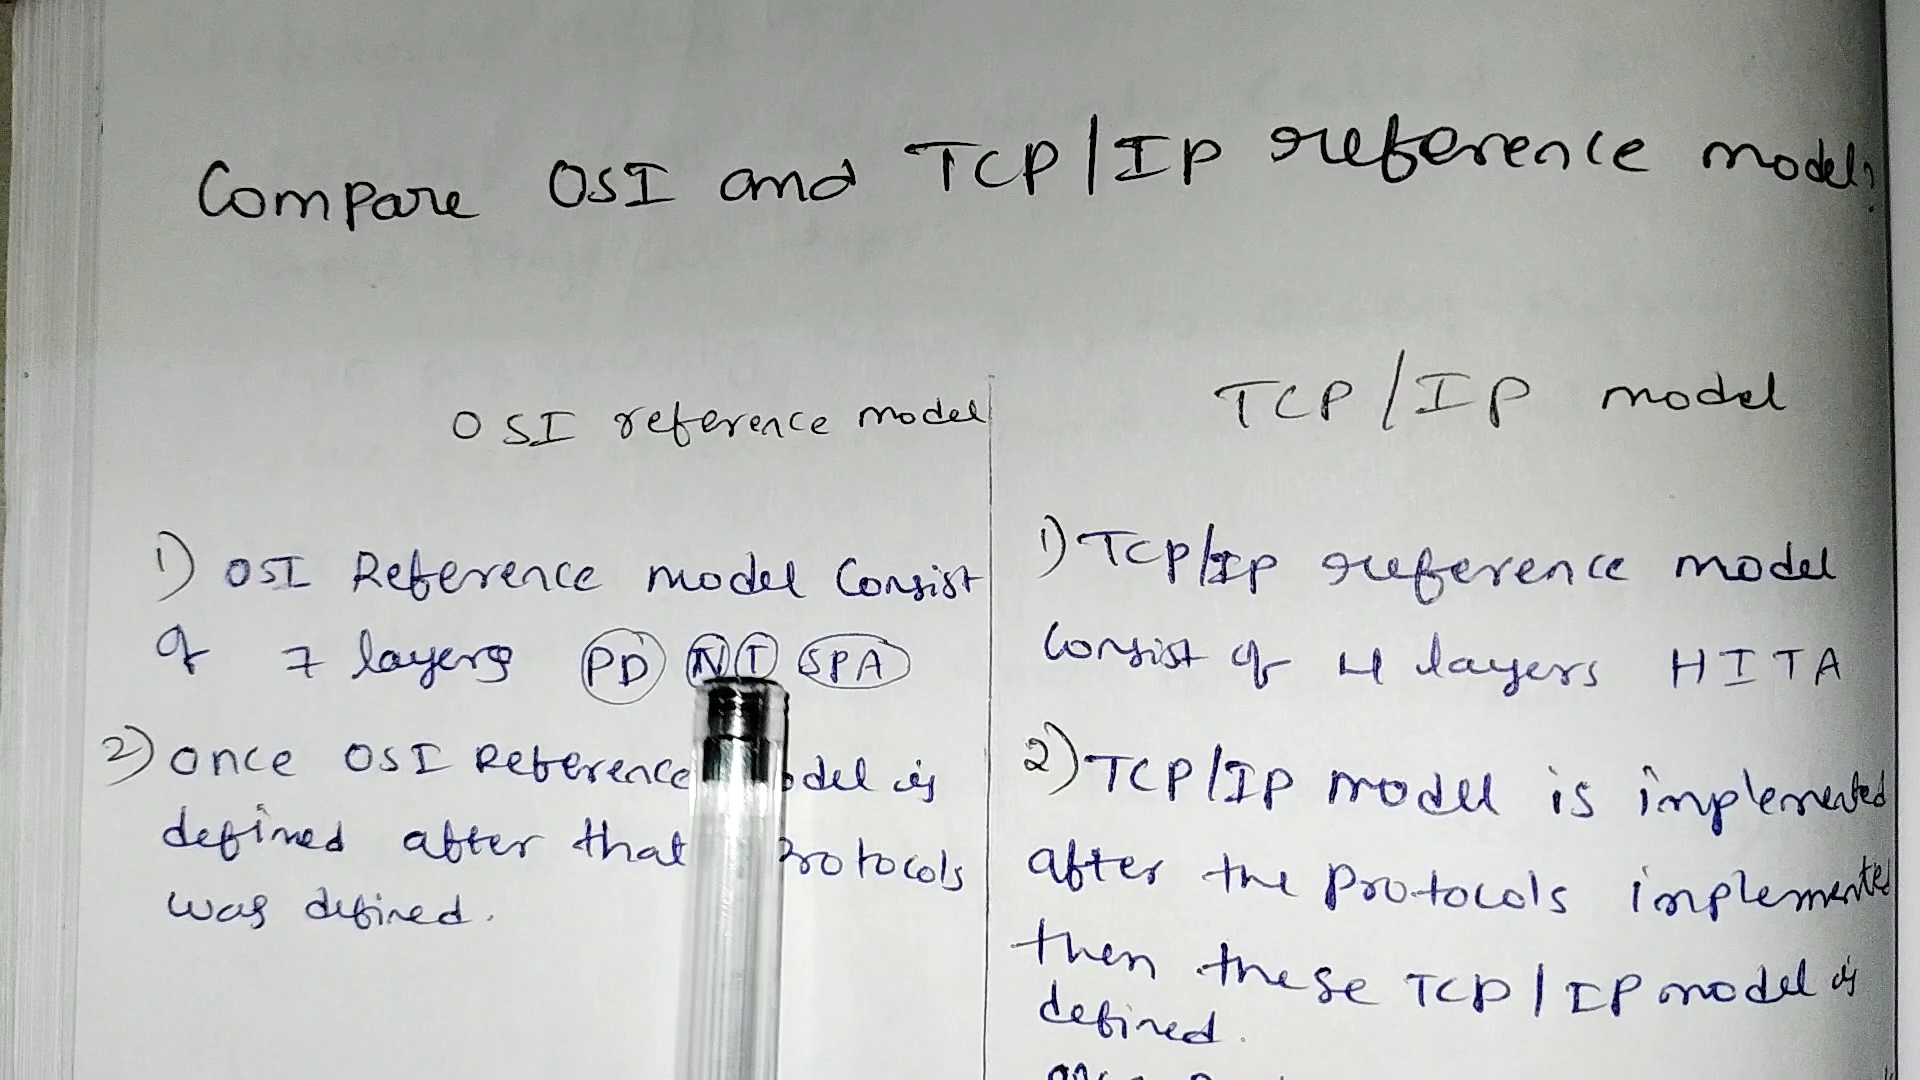 Compare OSI and TCP/IP reference model?
OSI reference model
1) OSI Reference model Consist
of 7 layers PD N T SPA
2) once OSI Reference is
defined after that
was defined.
TCP/IP model
1) TCP/IP reference model
Consist of 4 layers HITA
2) TCP/IP model is implemented
after the Protocols implemented
then these TCP/IP model is
defined.